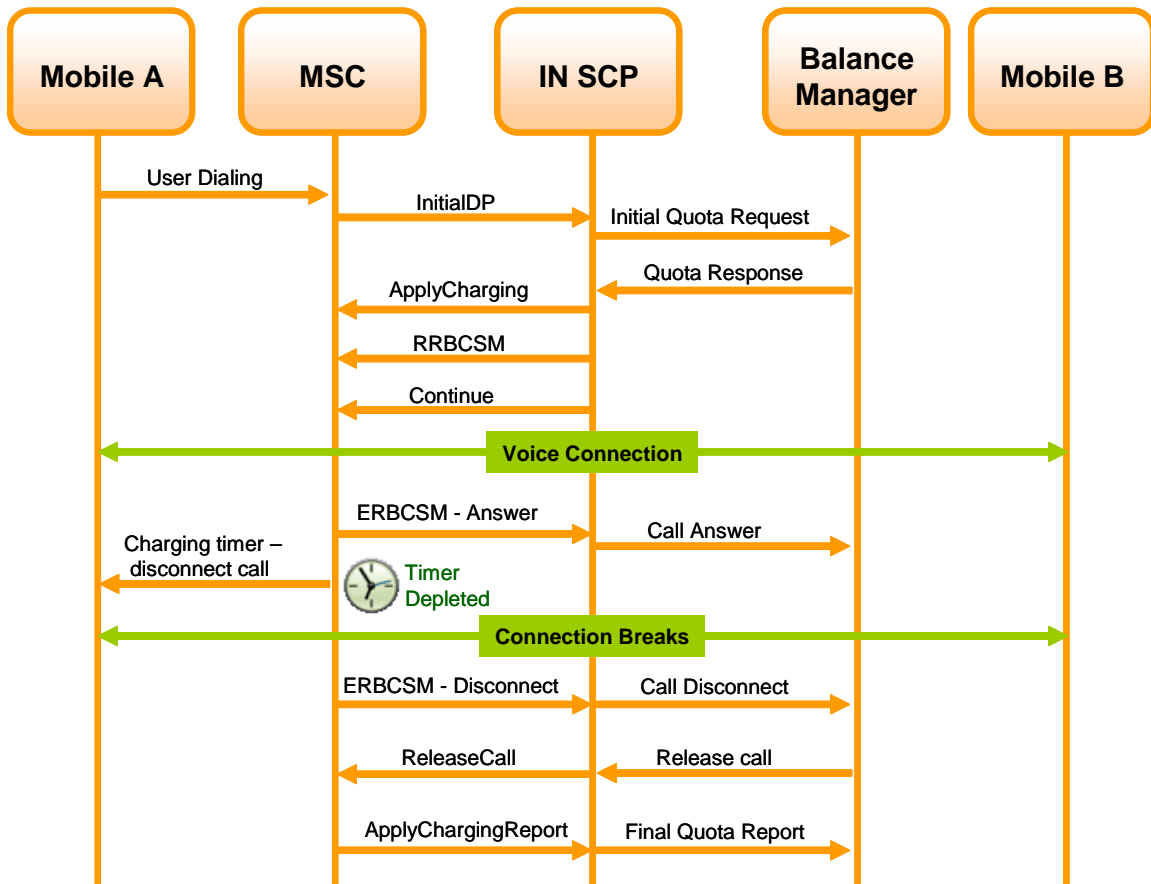 Mobile A
MSC
IN SCP
Balance
Manager
Mobile B
User Dialing
InitialDP
Initial Quota Request
Quota Response
ApplyCharging
RRBCSM
Continue
Voice Connection
ERBCSM - Answer
Call Answer
Charging timer –
disconnect call
Timer
Depleted
Connection Breaks
ERBCSM - Disconnect
Call Disconnect
ReleaseCall
Release call
ApplyChargingReport
Final Quota Report